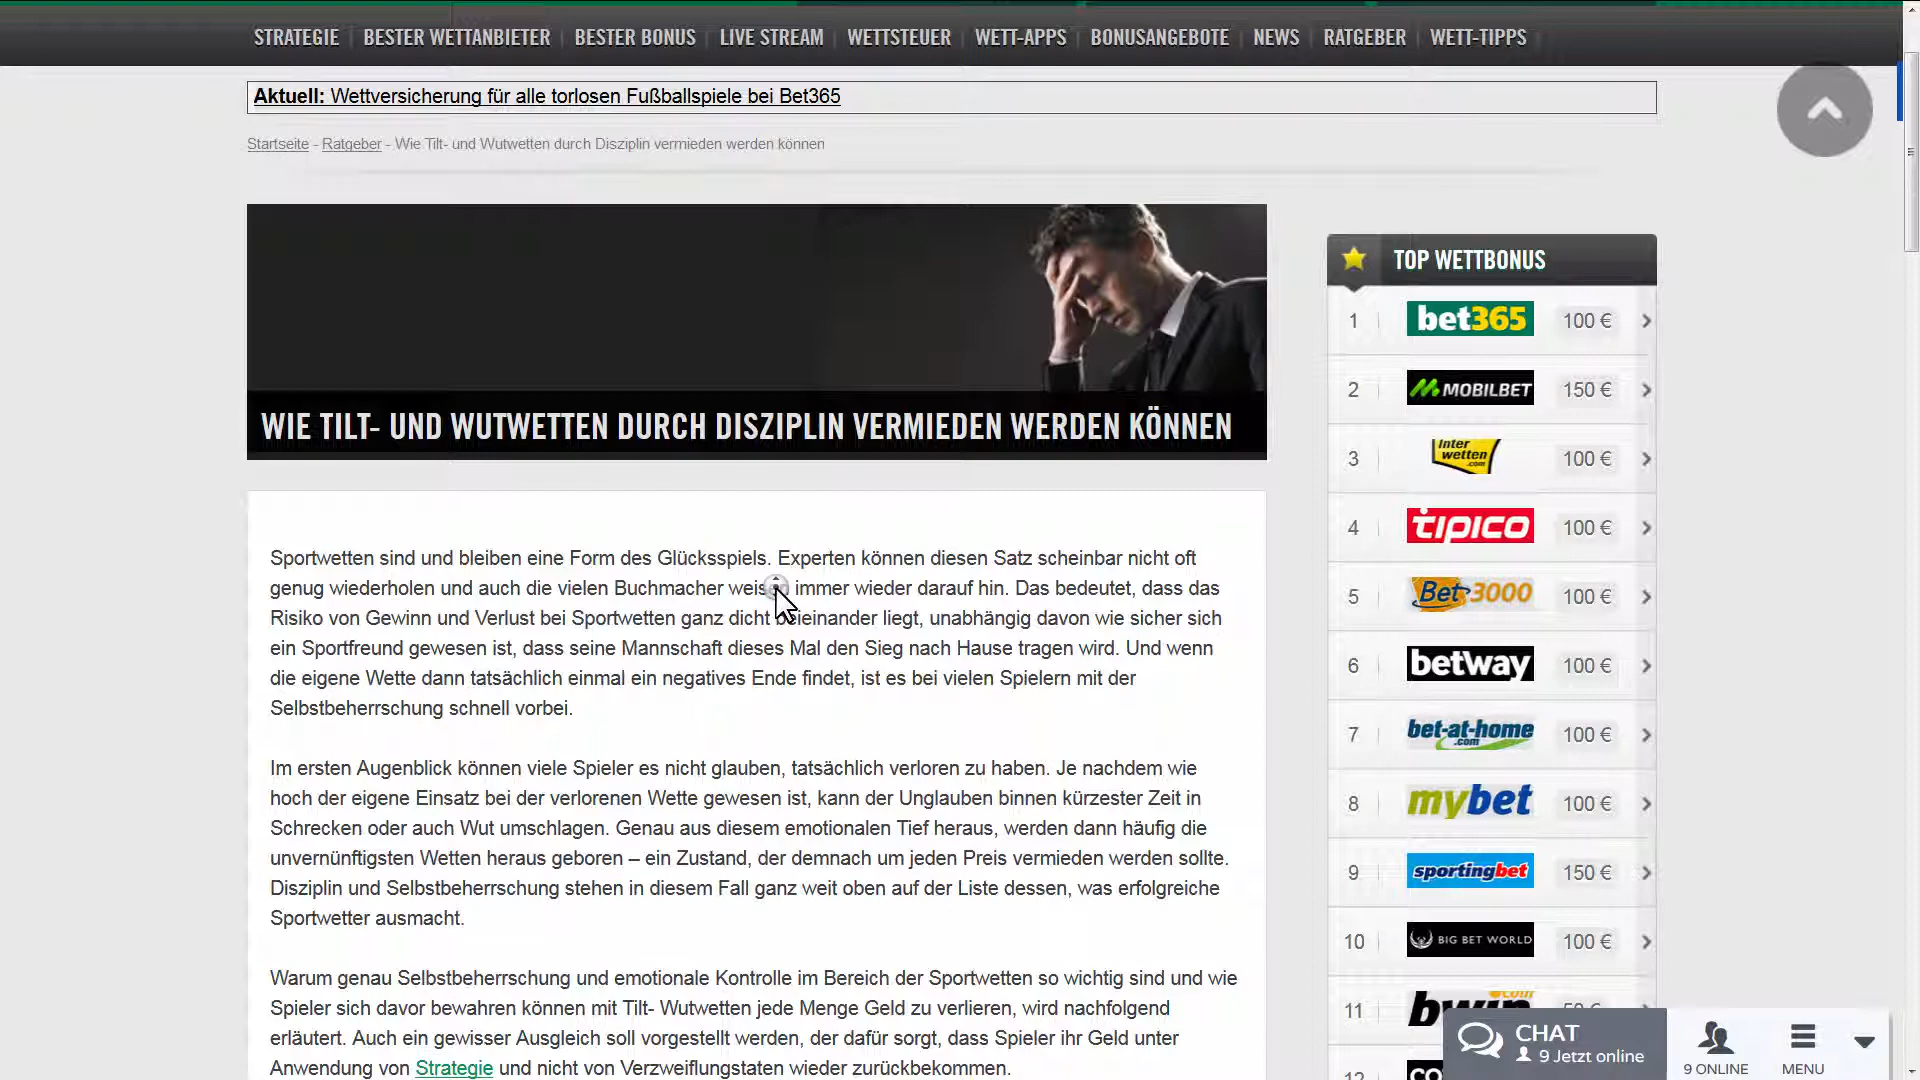 STRATEGIE BESTER WETTANBIETER BESTER BONUS LIVE STREAM WETTSTEUER WETT-APPS BONUSANGEBOTE NEWS RATGEBER WETT-TIPPS
Aktuell: Wettversicherung für alle torlosen Fußballspiele bei Bet365
Startseite - Ratgeber - Wie Tilt- und Wutwetten durch Disziplin vermieden werden können
WIE TILT- UND WUTWETTEN DURCH DISZIPLIN VERMIEDEN WERDEN KÖNNEN
Sportwetten sind und bleiben eine Form des Glücksspiels. Experten können diesen Satz scheinbar nicht oft
genug wiederholen und auch die vielen Buchmacher weisen immer wieder darauf hin. Das bedeutet, dass das
Risiko von Gewinn und Verlust bei Sportwetten ganz dicht beieinander liegt, unabhängig davon wie sicher sich
ein Sportfreund gewesen ist, dass seine Mannschaft dieses Mal den Sieg nach Hause tragen wird. Und wenn
die eigene Wette dann tatsächlich einmal ein negatives Ende findet, ist es bei vielen Spielern mit der
Selbstbeherrschung schnell vorbei.
Im ersten Augenblick können viele Spieler es nicht glauben, tatsächlich verloren zu haben. Je nachdem wie
hoch der eigene Einsatz bei der verlorenen Wette gewesen ist, kann der Unglauben binnen kürzester Zeit in
Schrecken oder auch Wut umschlagen. Genau aus diesem emotionalen Tief heraus, werden dann häufig die
unvernünftigsten Wetten heraus geboren – ein Zustand, der demnach um jeden Preis vermieden werden sollte.
Disziplin und Selbstbeherrschung stehen in diesem Fall ganz weit oben auf der Liste dessen, was erfolgreiche
Sportwetter ausmacht.
Warum genau Selbstbeherrschung und emotionale Kontrolle im Bereich der Sportwetten so wichtig sind und wie
Spieler sich davor bewahren können mit Tilt- Wutwetten jede Menge Geld zu verlieren, wird nachfolgend
erläutert. Auch ein gewisser Ausgleich soll vorgestellt werden, der dafür sorgt, dass Spieler ihr Geld unter
Anwendung von Strategie und nicht von Verzweiflungstaten wieder zurückbekommen.
TOP WETTBONUS
1 bet365 100 €
2 MOBILBET 150 €
3 Inter wetten .com 100 €
4 tipico 100 €
5 Bet3000 100 €
6 betway 100 €
7 bet-at-home .com 100 €
8 mybet 100 €
9 sportingbet 150 €
10 BIG BET WORLD 100 €
11 bwin .com 50 €
12
CHAT
9 Jetzt online
9 ONLINE
MENU